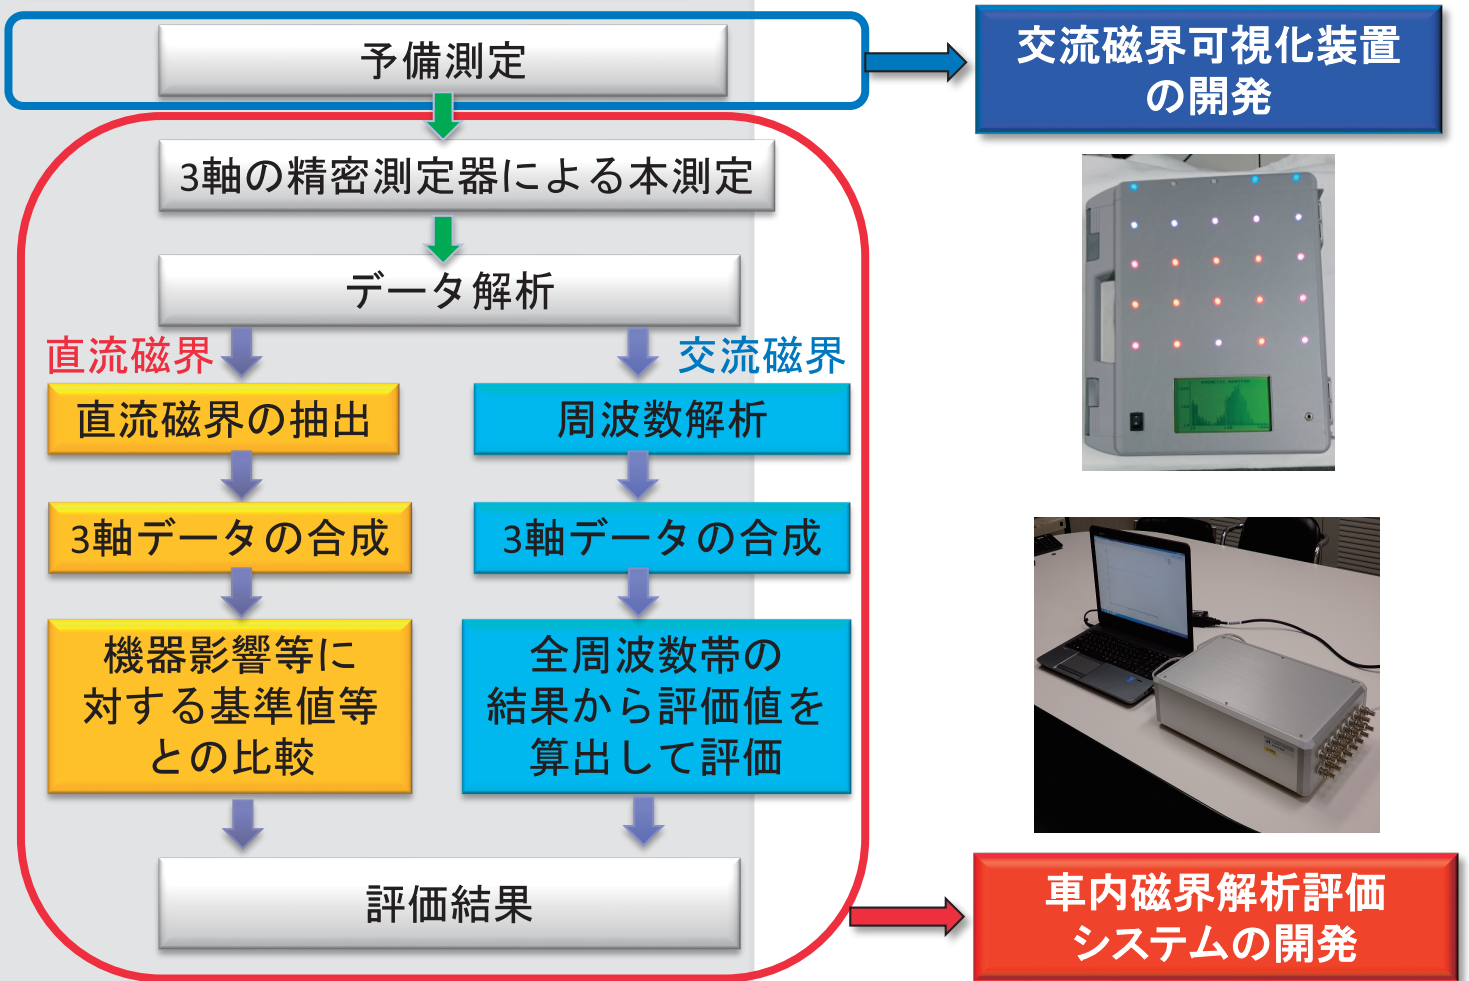 予備測定
交流磁界可視化装置
の開発
3軸の精密測定器による本測定
データ解析
直流磁界
交流磁界
直流磁界の抽出
周波数解析
3軸データの合成
3軸データの合成
機器影響等に
対する基準値等
との比較
全周波数帯の
結果から評価値を
算出して評価
評価結果
車内磁界解析評価
システムの開発